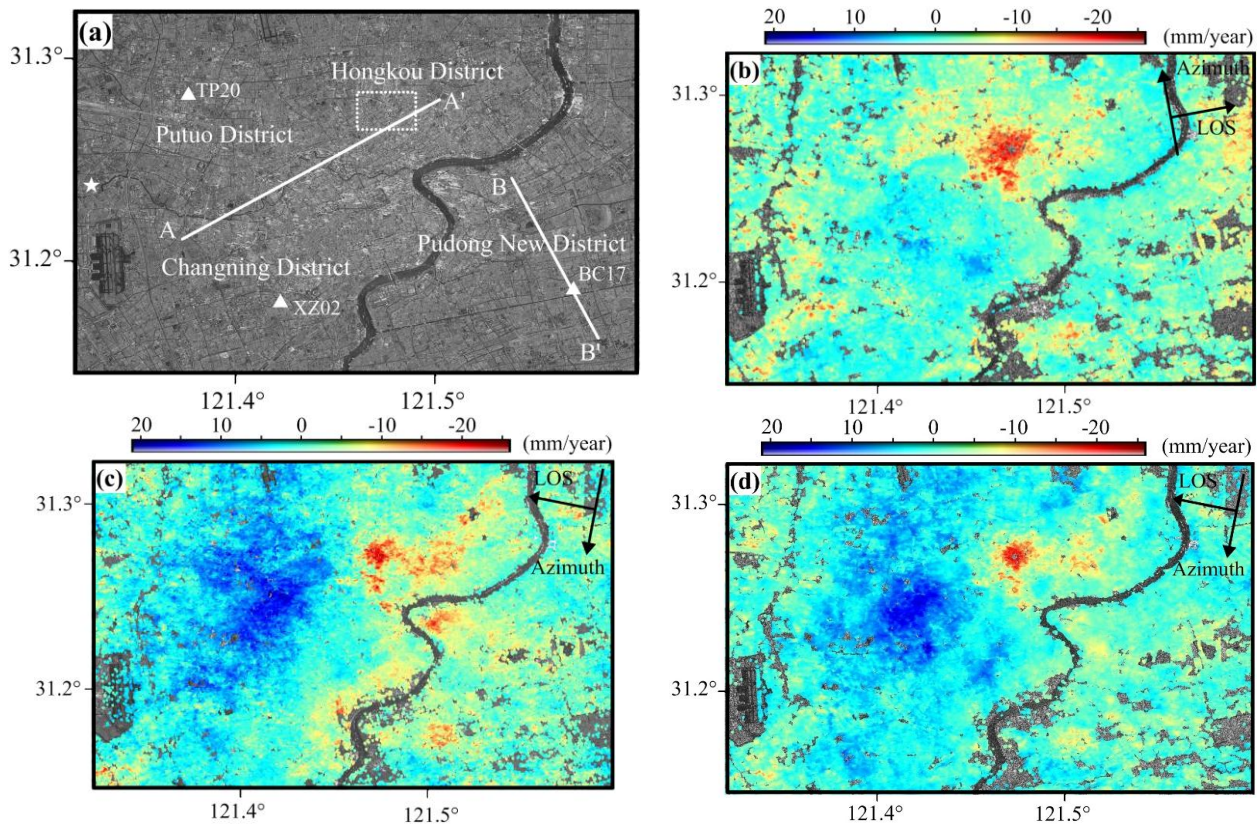 (a)
31.3°
Hongkou District
TP20
A'
Putuo District
B
A
Pudong New District
31.2°
Changning District
BC17
XZ02
B'
121.4°
121.5°
20
10
0
-10
-20
(mm/year)
(b)
Azimuth
31.3°
LOS
31.2°
121.4°
121.5°
20
10
0
-10
-20
(mm/year)
(c)
LOS
31.3°
Azimuth
31.2°
121.4°
121.5°
20
10
0
-10
-20
(mm/year)
(d)
LOS
31.3°
Azimuth
31.2°
121.4°
121.5°